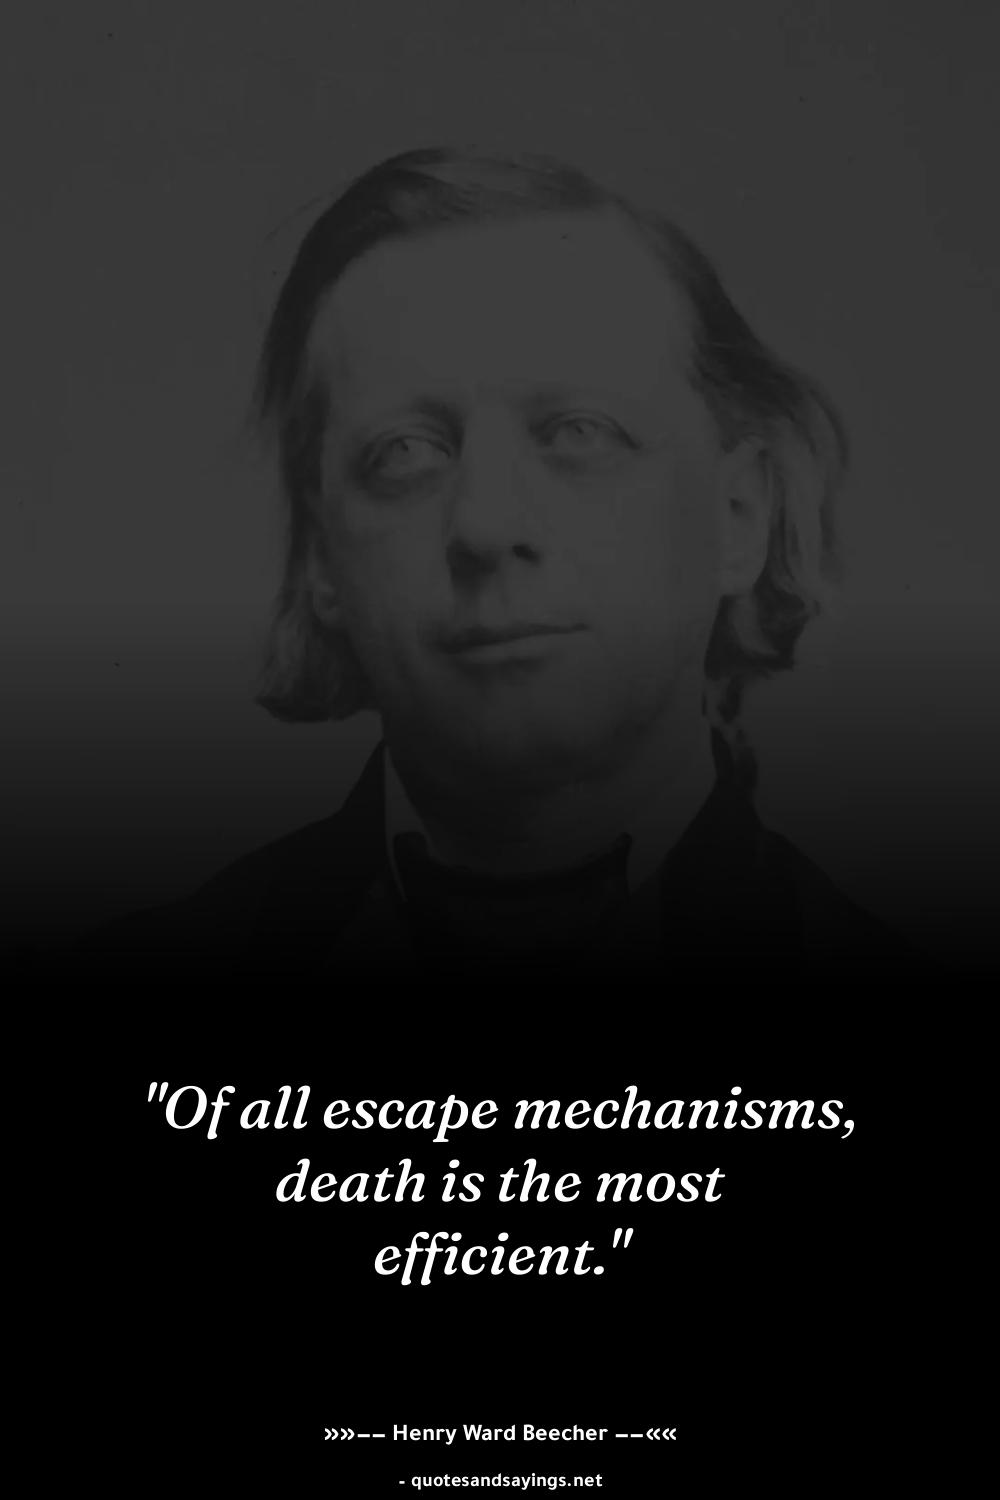 "Of all escape mechanisms,
death is the most
efficient."
»»–– Henry Ward Beecher ––««
- quotesandsayings.net